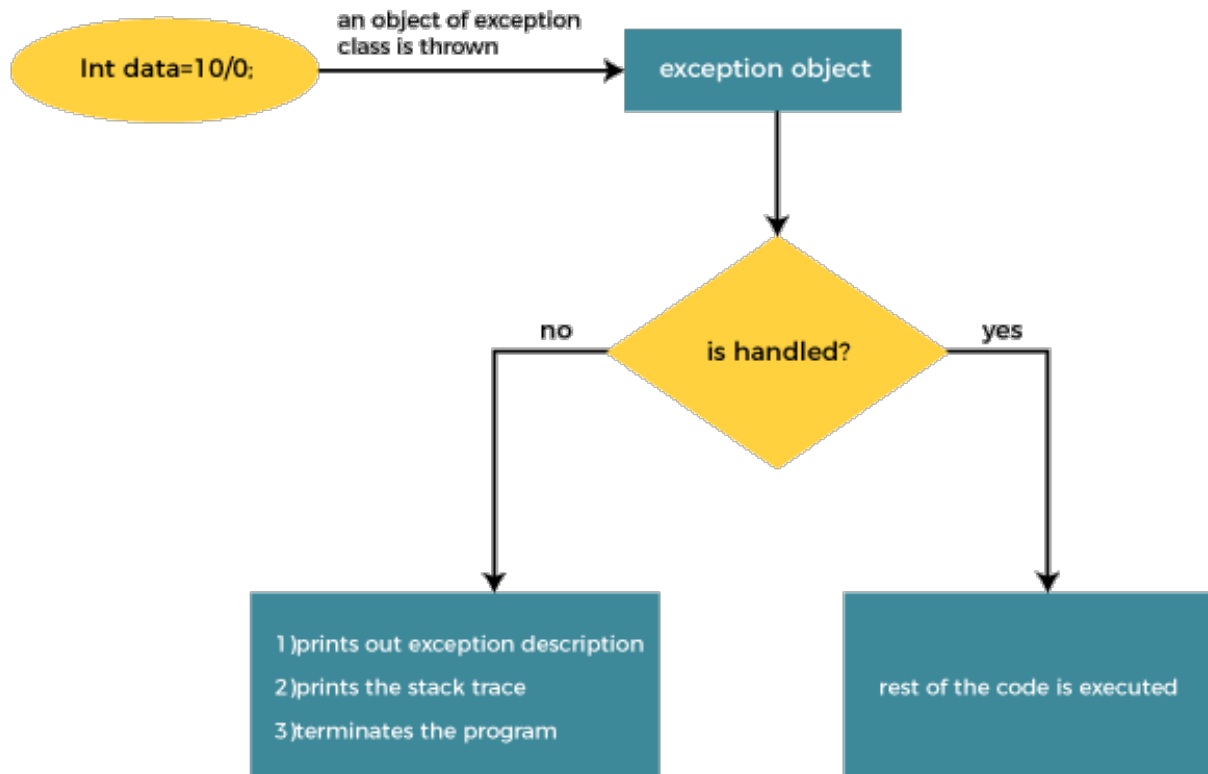 an object of exception
class is thrown
Int data=10/0;
exception object
is handled?
no
yes
1)prints out exception description
2)prints the stack trace
3)terminates the program
rest of the code is executed